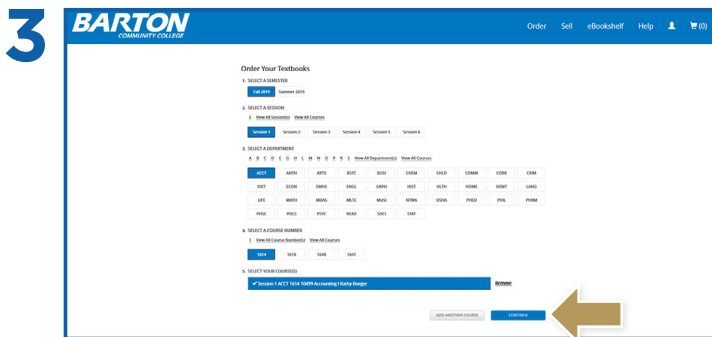 3
BARTON
COMMUNITY COLLEGE
Order Sell eBookshelf Help (0)
Order Your Textbooks
1. SELECT A SEMESTER
Fall 2019 Summer 2019
2. SELECT A SESSION
S View All Session(s) View All Courses
Session 1 Session 2 Session 3 Session 4 Session 5 Session 6
3. SELECT A DEPARTMENT
A B C D E G H L M N O P R S View All Department(s) View All Courses
ACCT ANTH ARTS BSTC BUSI CHEM CHLD COMM CORR CRIM
DIET ECON EMHS ENGL GRPH HIST HLTH HOME HZMT LANG
LIFE MATH MDAS MLTC MUSI NTWK OSHA PHED PHIL PHRM
PHSC POLS PSYC READ SOCI STAT
4. SELECT A COURSE NUMBER
1 View All Course Number(s) View All Courses
1614 1618 1640 1641
5. SELECT YOUR COURSE(S)
✓ Session 1 ACCT 1614 10499 Accounting I Kathy Boeger Remove
ADD ANOTHER COURSE CONTINUE